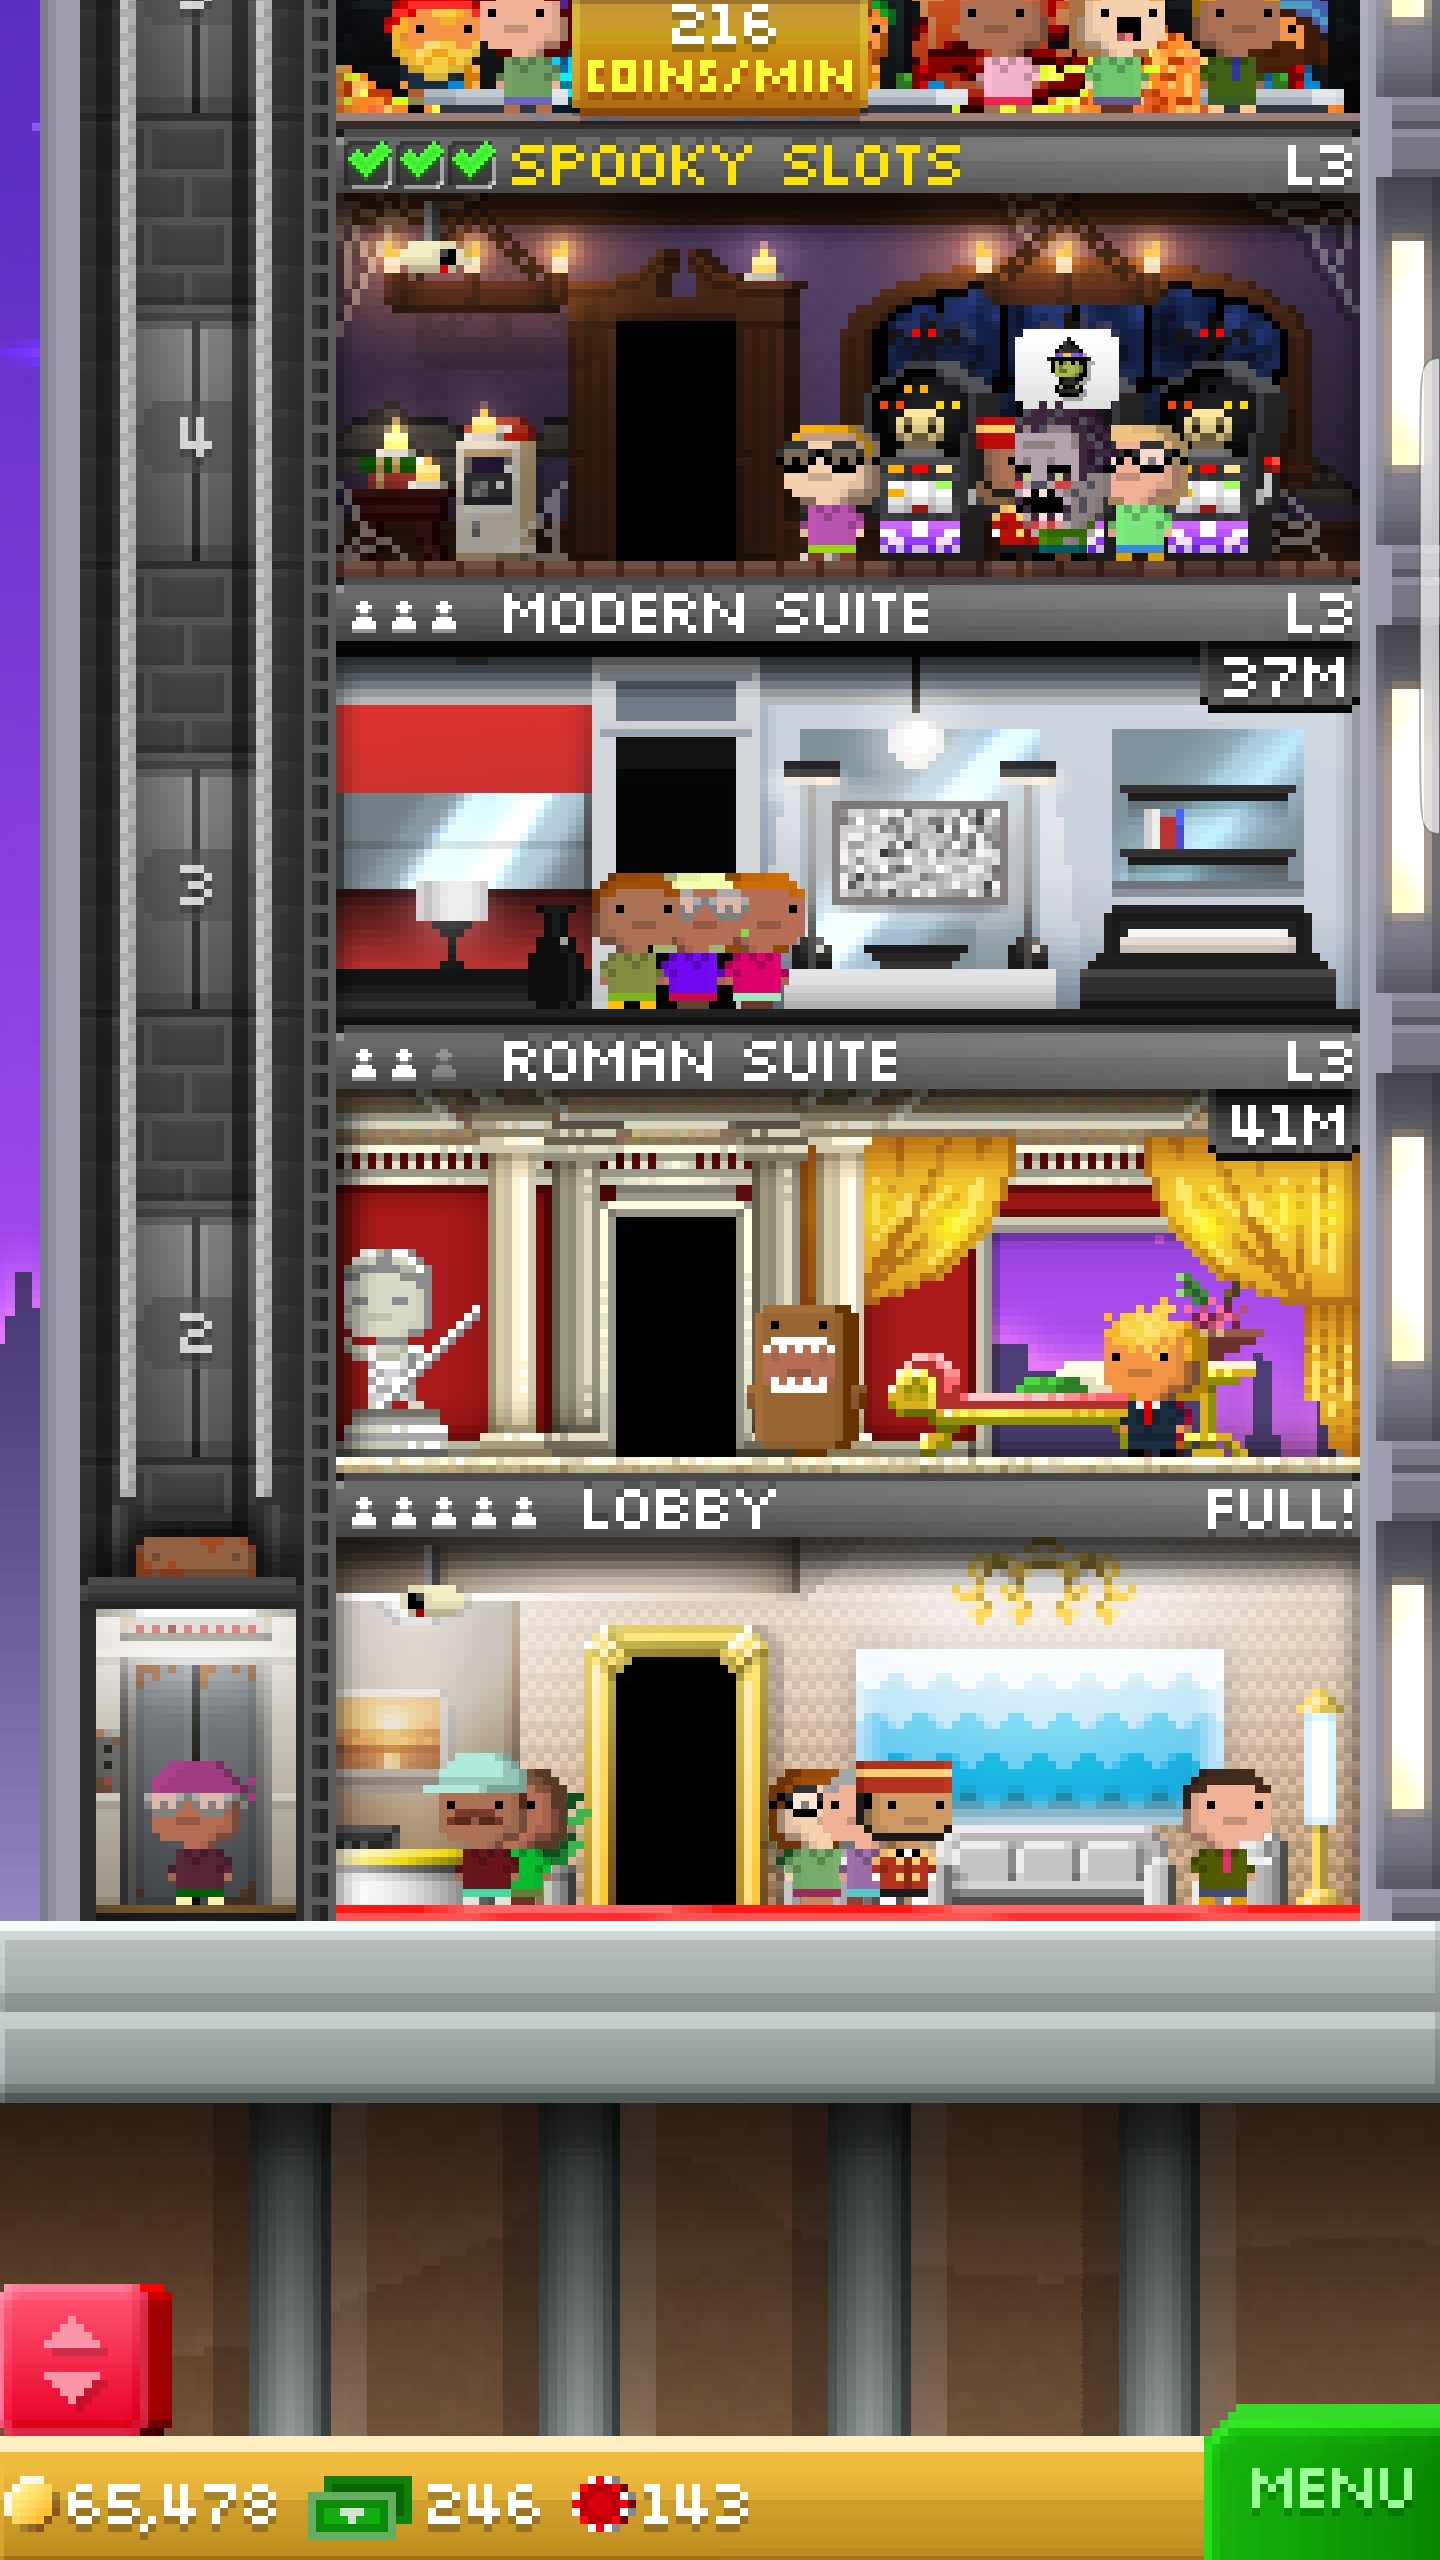 216
COINS/MIN
SPOOKY SLOTS L3
4
MODERN SUITE L3
37M
3
ROMAN SUITE L3
41M
2
LOBBY FULL!
65,478 246 143
MENU